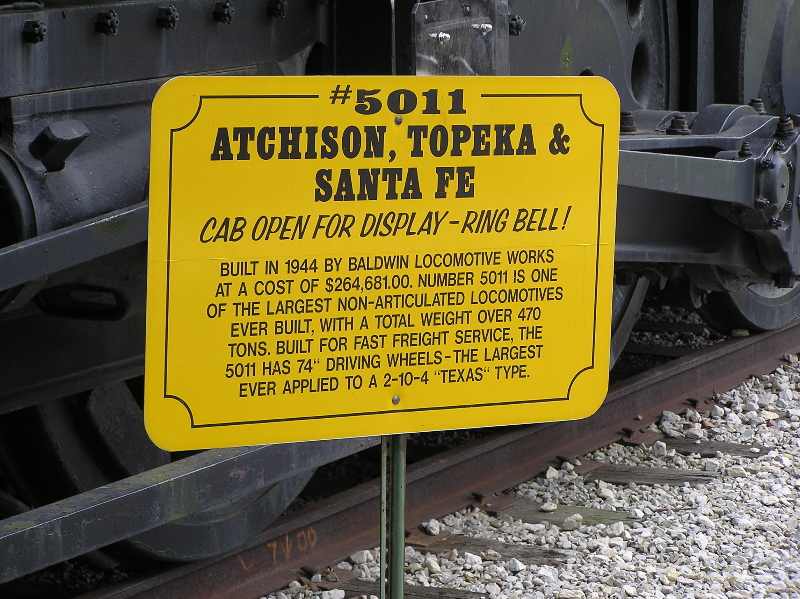 #5011
ATCHISON, TOPEKA &
SANTA FE
CAB OPEN FOR DISPLAY-RING BELL!
BUILT IN 1944 BY BALDWIN LOCOMOTIVE WORKS
AT A COST OF $264,681.00. NUMBER 5011 IS ONE
OF THE LARGEST NON-ARTICULATED LOCOMOTIVES
EVER BUILT, WITH A TOTAL WEIGHT OVER 470
TONS. BUILT FOR FAST FREIGHT SERVICE, THE
5011 HAS 74" DRIVING WHEELS-THE LARGEST
EVER APPLIED TO A 2-10-4 "TEXAS" TYPE.